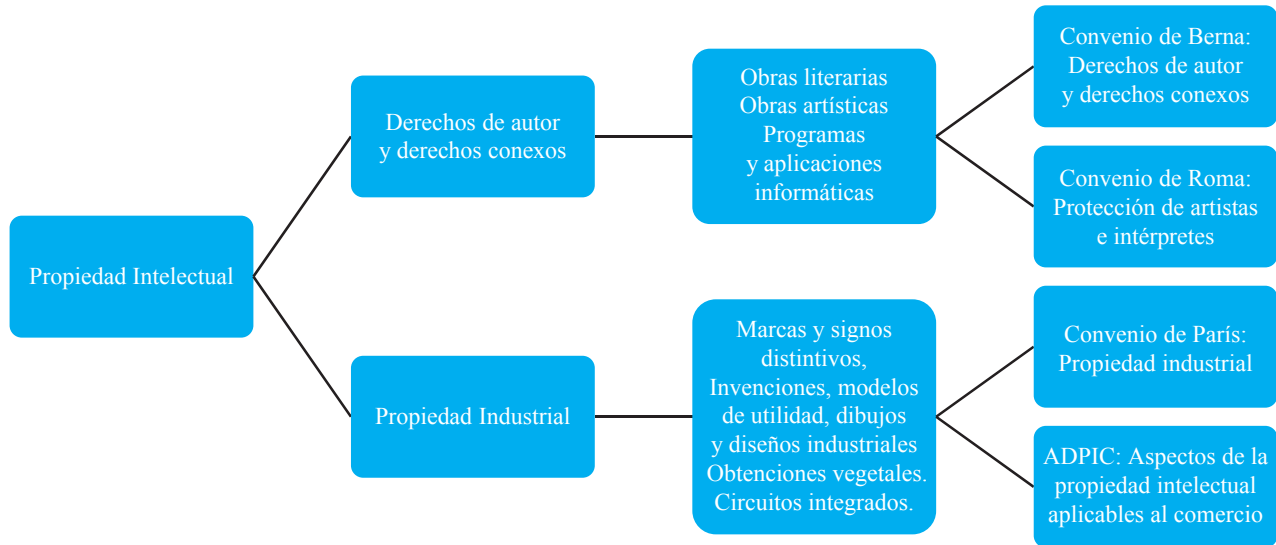 Propiedad Intelectual
Derechos de autor
y derechos conexos
Obras literarias
Obras artísticas
Programas
y aplicaciones
informáticas
Convenio de Berna:
Derechos de autor
y derechos conexos
Convenio de Roma:
Protección de artistas
e intérpretes
Propiedad Industrial
Marcas y signos
distintivos,
Invenciones, modelos
de utilidad, dibujos
y diseños industriales
Obtenciones vegetales.
Circuitos integrados.
Convenio de París:
Propiedad industrial
ADPIC: Aspectos de la
propiedad intelectual
aplicables al comercio